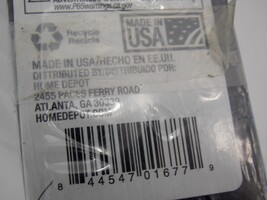 www.P65Warnings.ca.gov
Recycle
Recycle
MADE IN
USA
MADE IN USA/HECHO EN EE.UU.
DISTRIBUTED BY/DISTRIBUIDO POR:
HOME DEPOT
2455 PACES FERRY ROAD
ATLANTA, GA 30339
HOMEDEPOT.COM
8 44547 01677 9